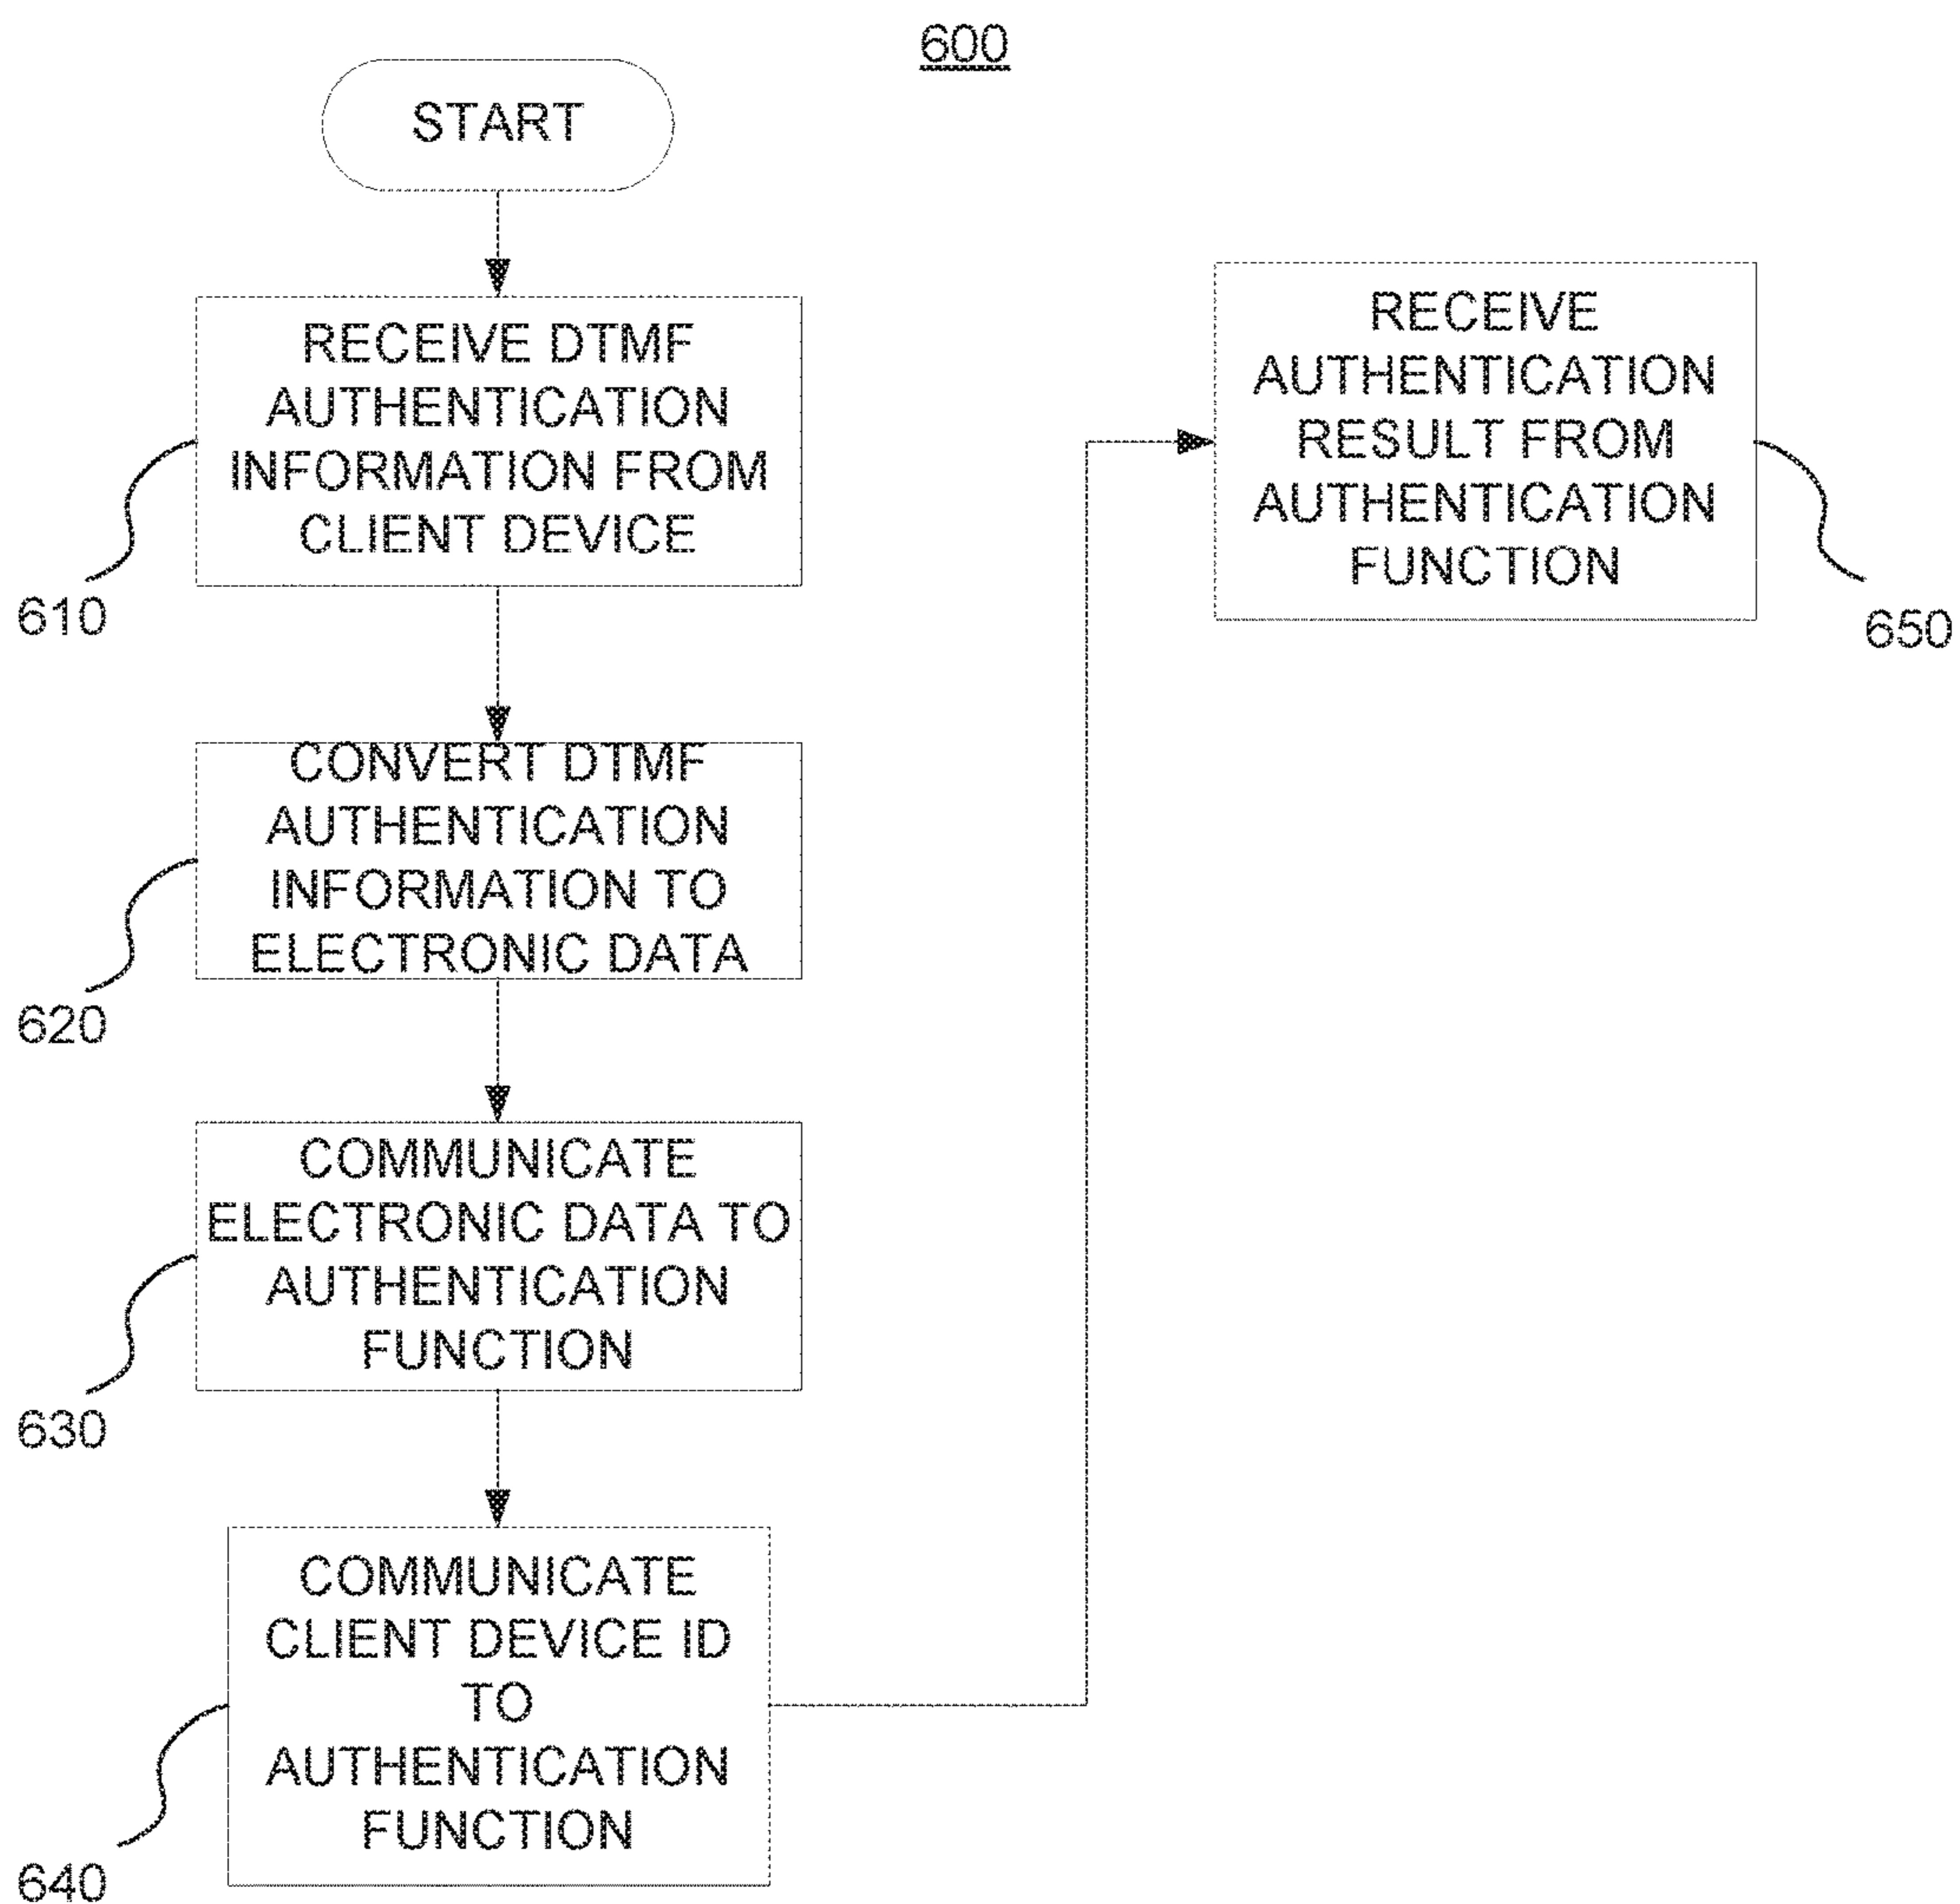 600
START
RECEIVE DTMF
AUTHENTICATION
INFORMATION FROM
CLIENT DEVICE
610
CONVERT DTMF
AUTHENTICATION
INFORMATION TO
ELECTRONIC DATA
620
COMMUNICATE
ELECTRONIC DATA TO
AUTHENTICATION
FUNCTION
630
COMMUNICATE
CLIENT DEVICE ID
TO
AUTHENTICATION
FUNCTION
640
RECEIVE
AUTHENTICATION
RESULT FROM
AUTHENTICATION
FUNCTION
650